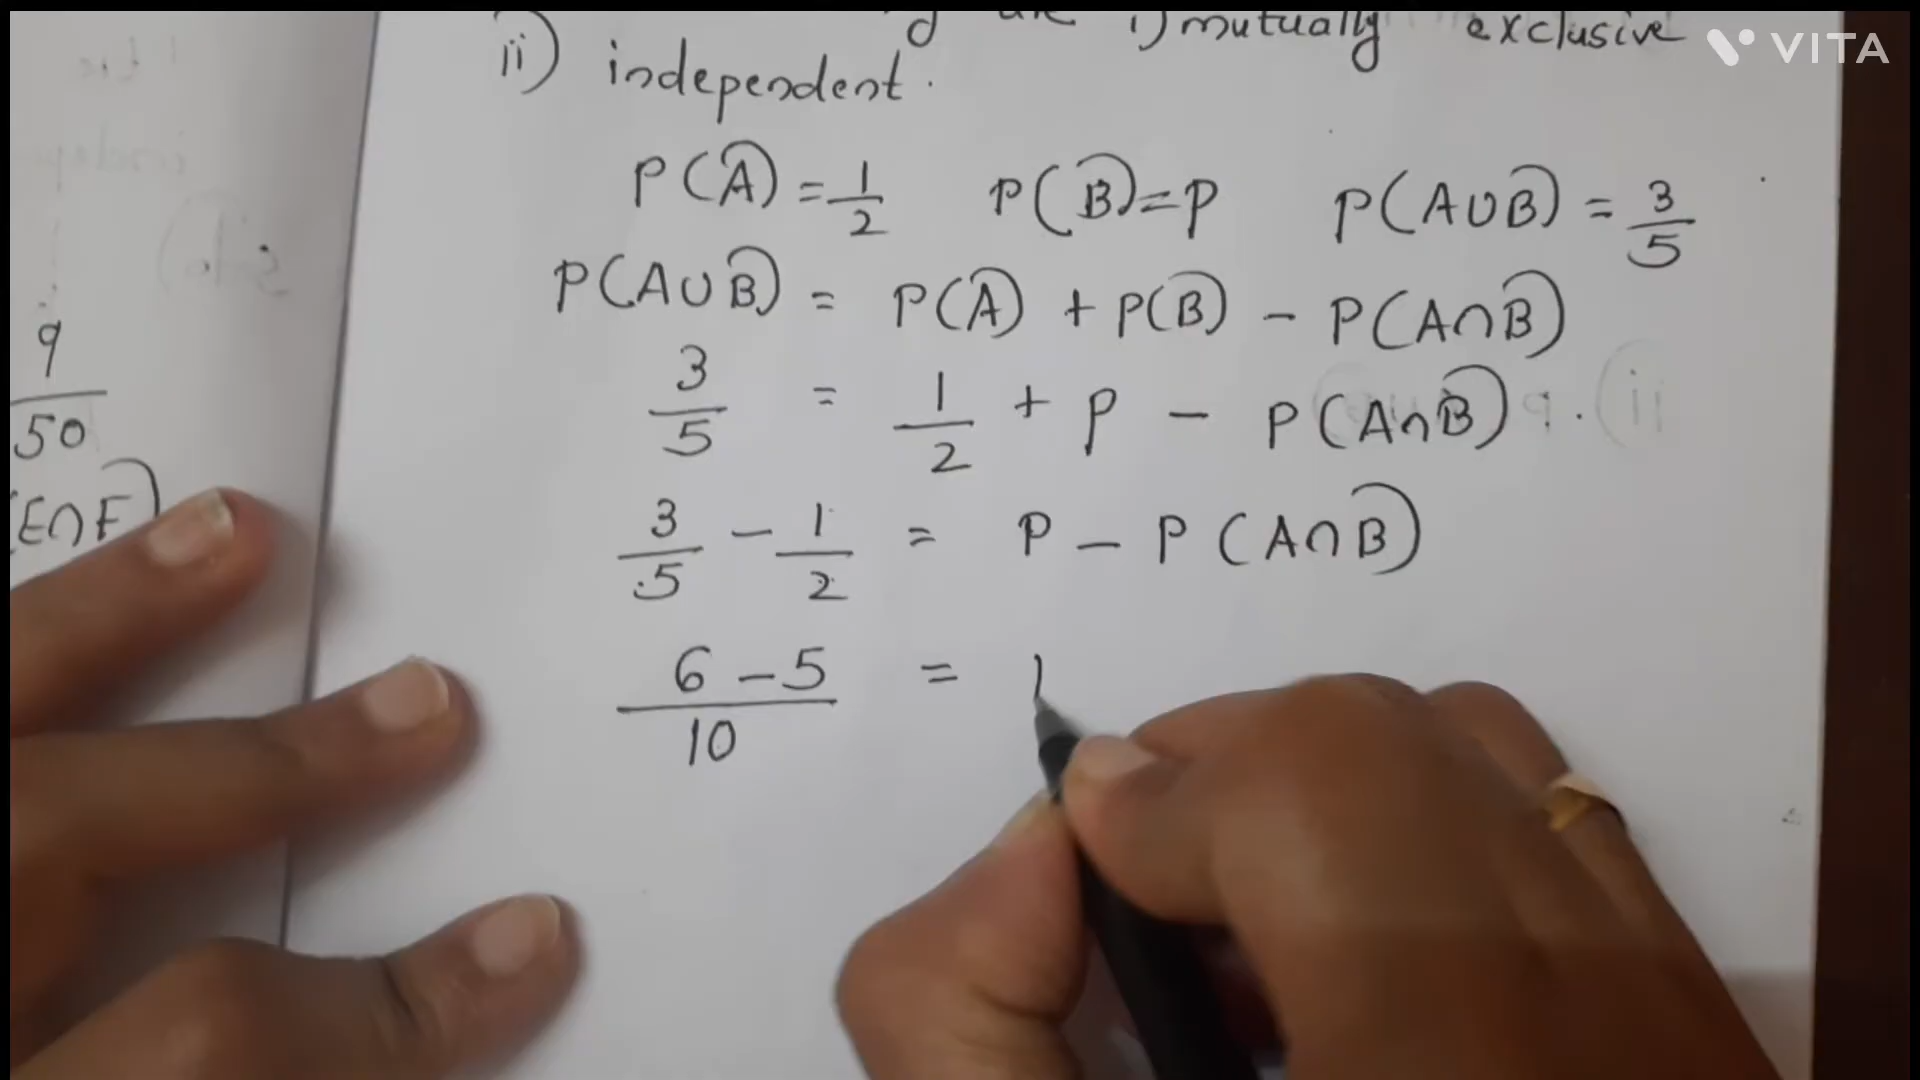 i) mutually exclusive
VITA
ii) independent.
P(A) = 1/2 P(B) = P P(A∪B) = 3/5
P(A∪B) = P(A) + P(B) - P(A∩B)
3/5 = 1/2 + P - P(A∩B)
3/5 - 1/2 = P - P(A∩B)
6 - 5 / 10 =
9/50
(E∩F)